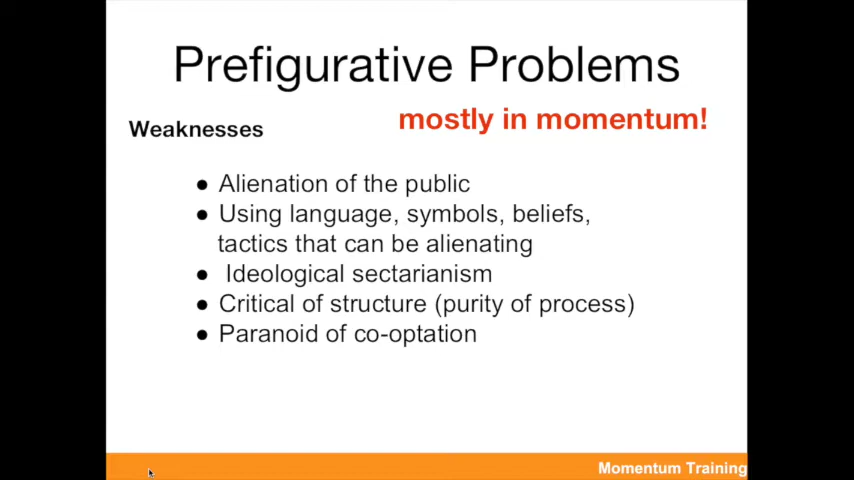 Prefigurative Problems
mostly in momentum!
Weaknesses
● Alienation of the public
● Using language, symbols, beliefs,
tactics that can be alienating
● Ideological sectarianism
● Critical of structure (purity of process)
● Paranoid of co-optation
Momentum Training